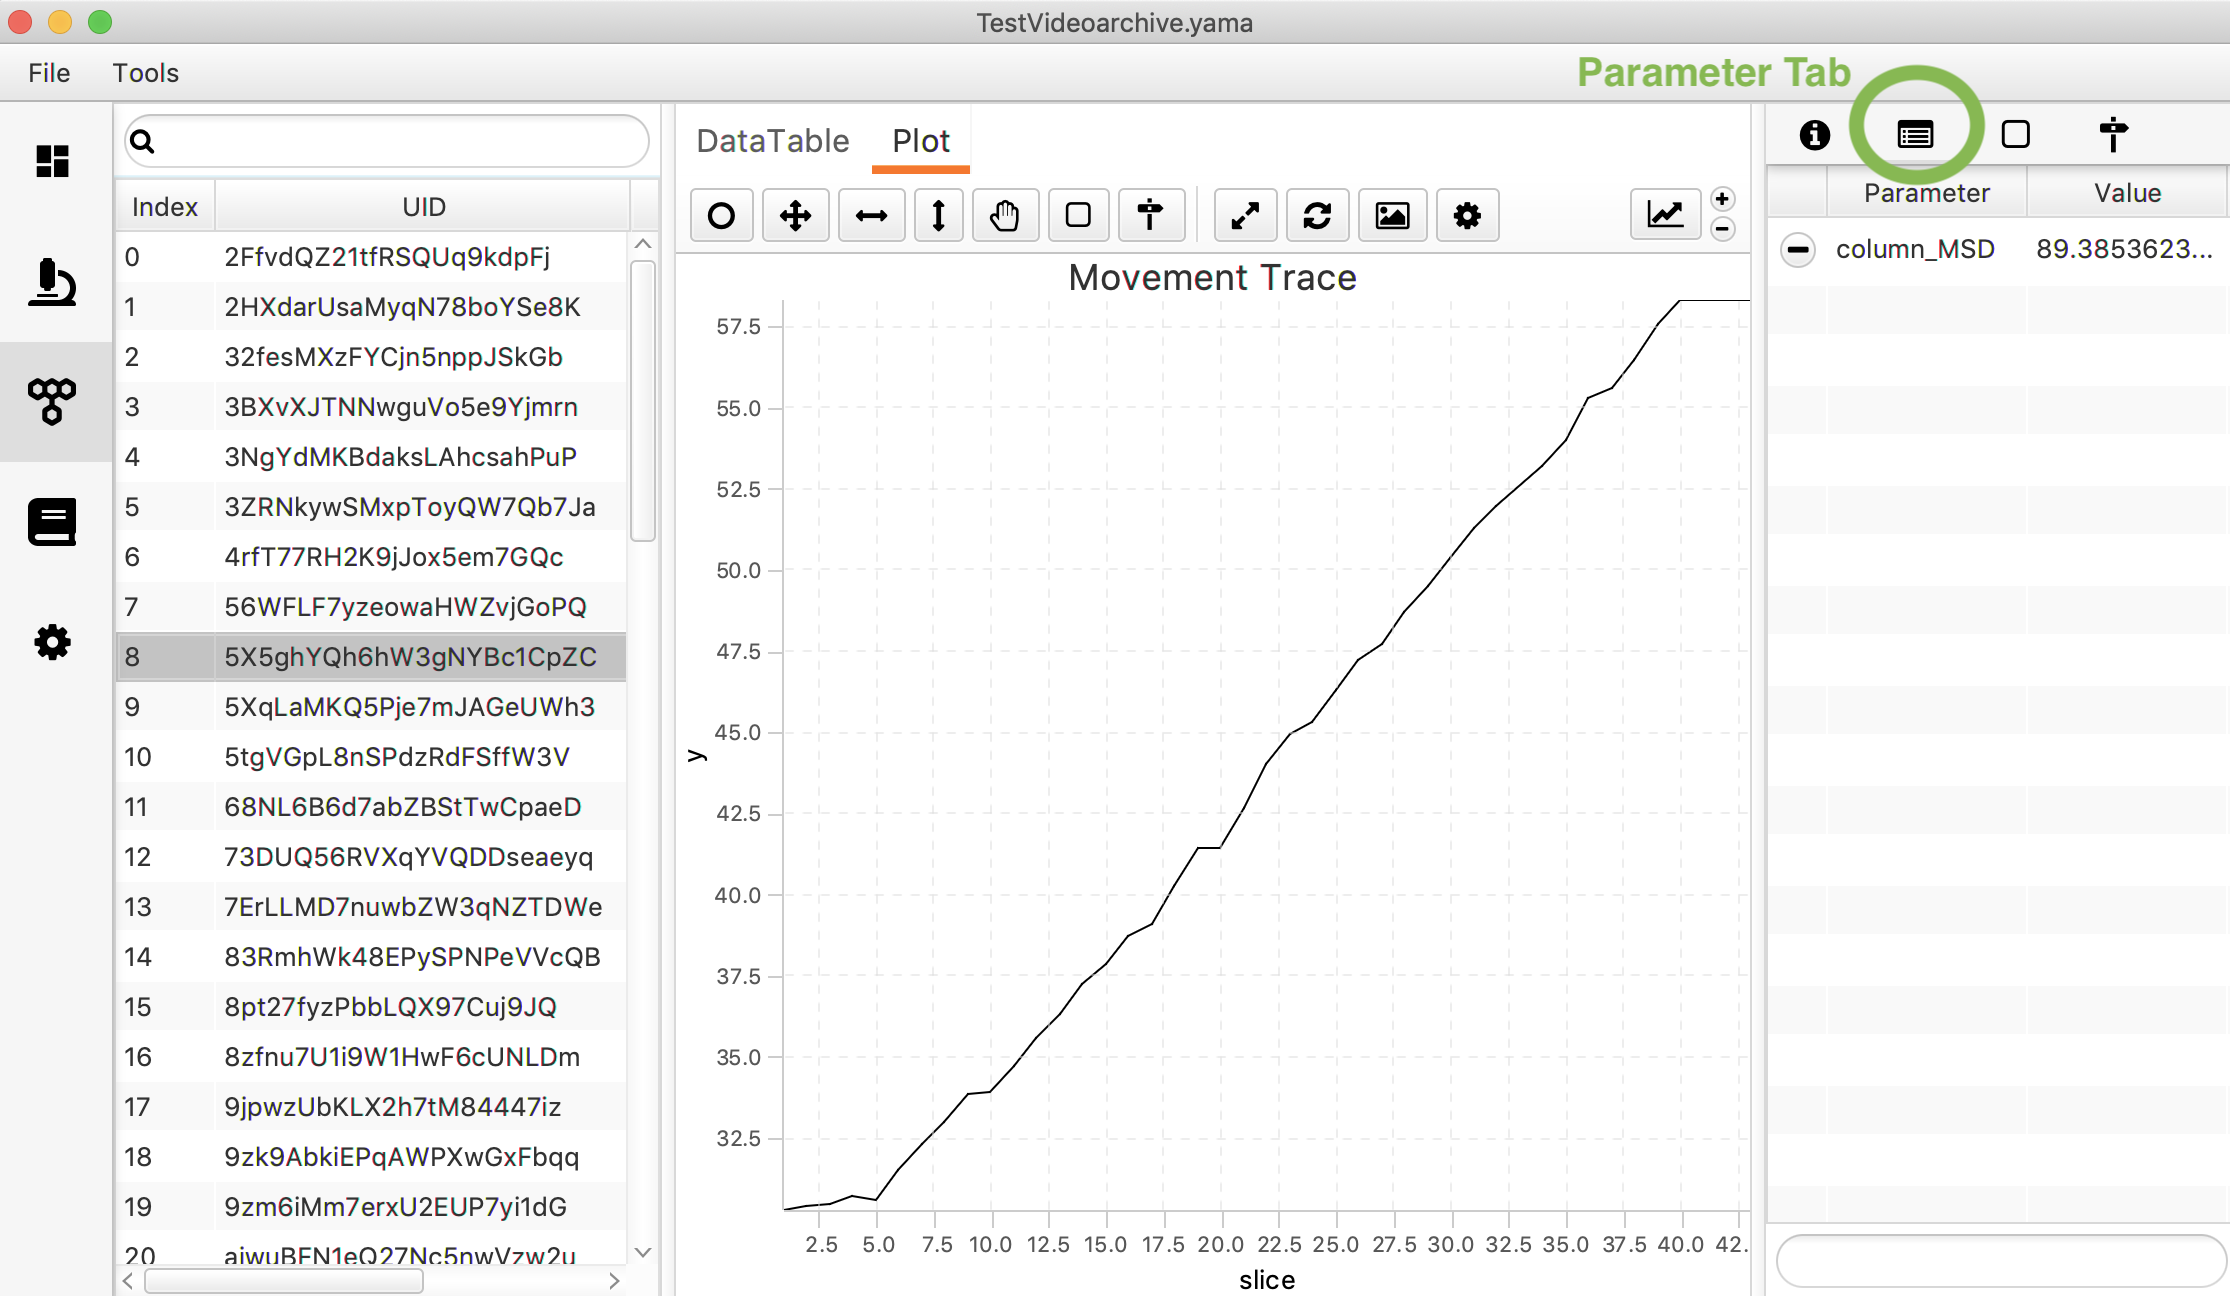 TestVideoarchive.yama
File Tools
Parameter Tab
DataTable Plot
Index UID
0 2FfvdQZ21tfRSQUq9kdpFj
1 2HXdarUsaMyqN78boYSe8K
2 32fesMXzFYCjn5nppJSkGb
3 3BXvXJTNNwguVo5e9Yjmrn
4 3NgYdMKBdaksLAhcsahPuP
5 3ZRNkywSMxpToyQW7Qb7Ja
6 4rfT77RH2K9jJox5em7GQc
7 56WFLF7yzeowaHWZvjGoPQ
8 5X5ghYQh6hW3gNYBc1CpZC
9 5XqLaMKQ5Pje7mJAGeUWh3
10 5tgVGpL8nSPdzRdFSffW3V
11 68NL6B6d7abZBStTwCpaeD
12 73DUQ56RVXqYVQDDseaeyq
13 7ErLLMD7nuwbZW3qNZTDWe
14 83RmhWk48EPySPNPeVVcQB
15 8pt27fyzPbbLQX97Cuj9JQ
16 8zfnu7U1i9W1HwF6cUNLDm
17 9jpwzUbKLX2h7tM84447iz
18 9zk9AbkiEPqAWPXwGxFbqq
19 9zm6iMm7erxU2EUP7yi1dG
20 aiwuBFN1eQ27Nc5nwVzw2u
Movement Trace
57.5
55.0
52.5
50.0
47.5
45.0
42.5
40.0
37.5
35.0
32.5
y
2.5 5.0 7.5 10.0 12.5 15.0 17.5 20.0 22.5 25.0 27.5 30.0 32.5 35.0 37.5 40.0 42.
slice
Parameter Value
column_MSD 89.3853623...